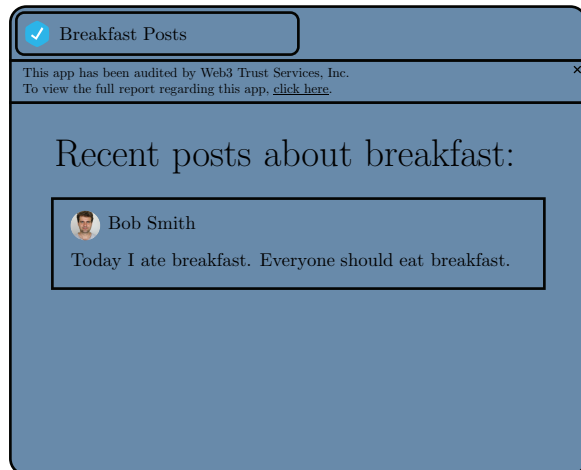 Breakfast Posts
This app has been audited by Web3 Trust Services, Inc.
To view the full report regarding this app, click here.
Recent posts about breakfast:
Bob Smith
Today I ate breakfast. Everyone should eat breakfast.